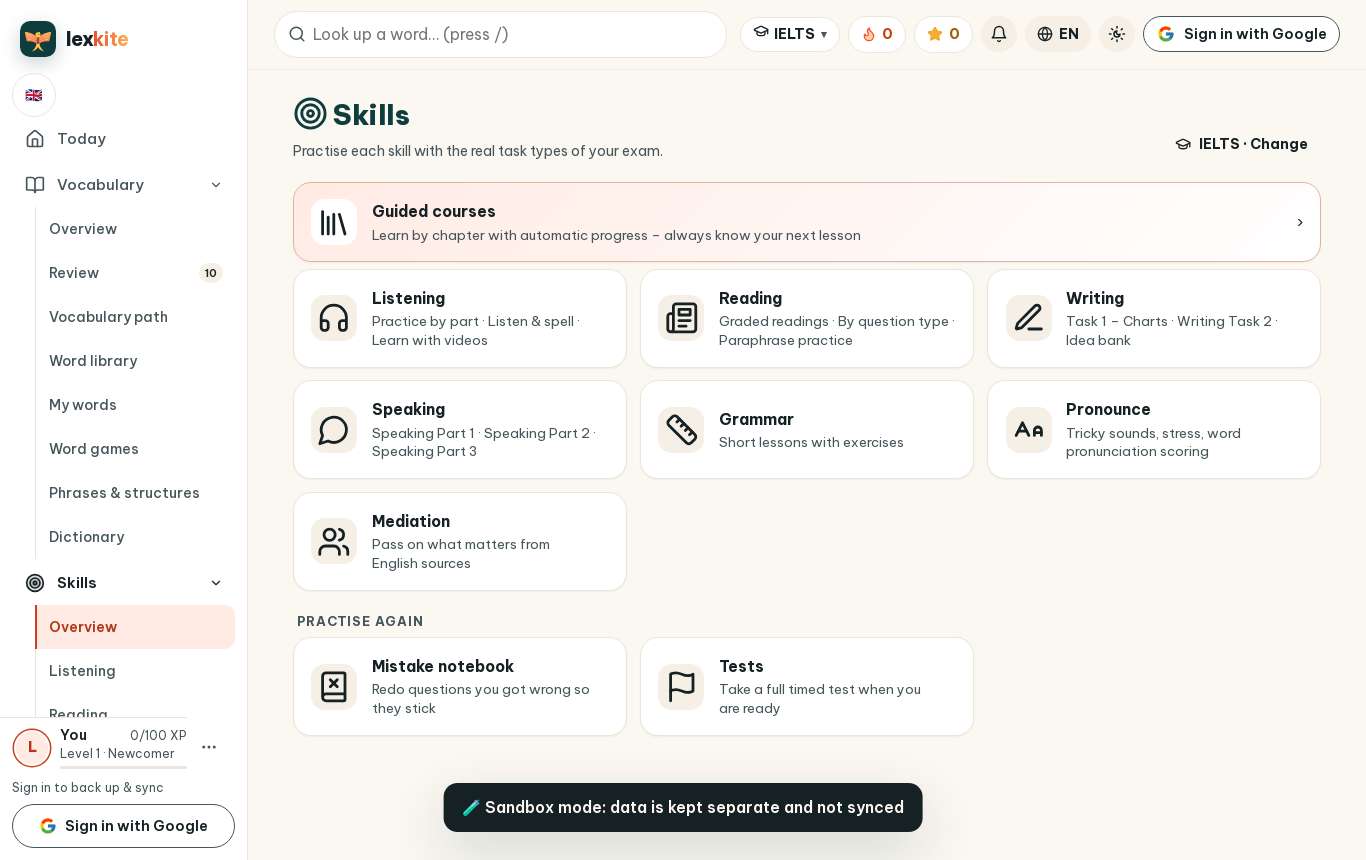 lexkite
Look up a word... (press /)
IELTS ▾
0
0
EN
Sign in with Google
Today
Vocabulary
Overview
Review 10
Vocabulary path
Word library
My words
Word games
Phrases & structures
Dictionary
Skills
Overview
Listening
Reading
L
You 0/100 XP
Level 1 · Newcomer
Sign in to back up & sync
Sign in with Google
Skills
Practise each skill with the real task types of your exam.
IELTS · Change
Guided courses
Learn by chapter with automatic progress – always know your next lesson
Listening
Practice by part · Listen & spell ·
Learn with videos
Reading
Graded readings · By question type ·
Paraphrase practice
Writing
Task 1 – Charts · Writing Task 2 ·
Idea bank
Speaking
Speaking Part 1 · Speaking Part 2 ·
Speaking Part 3
Grammar
Short lessons with exercises
Pronounce
Tricky sounds, stress, word
pronunciation scoring
Mediation
Pass on what matters from
English sources
PRACTISE AGAIN
Mistake notebook
Redo questions you got wrong so
they stick
Tests
Take a full timed test when you
are ready
Sandbox mode: data is kept separate and not synced